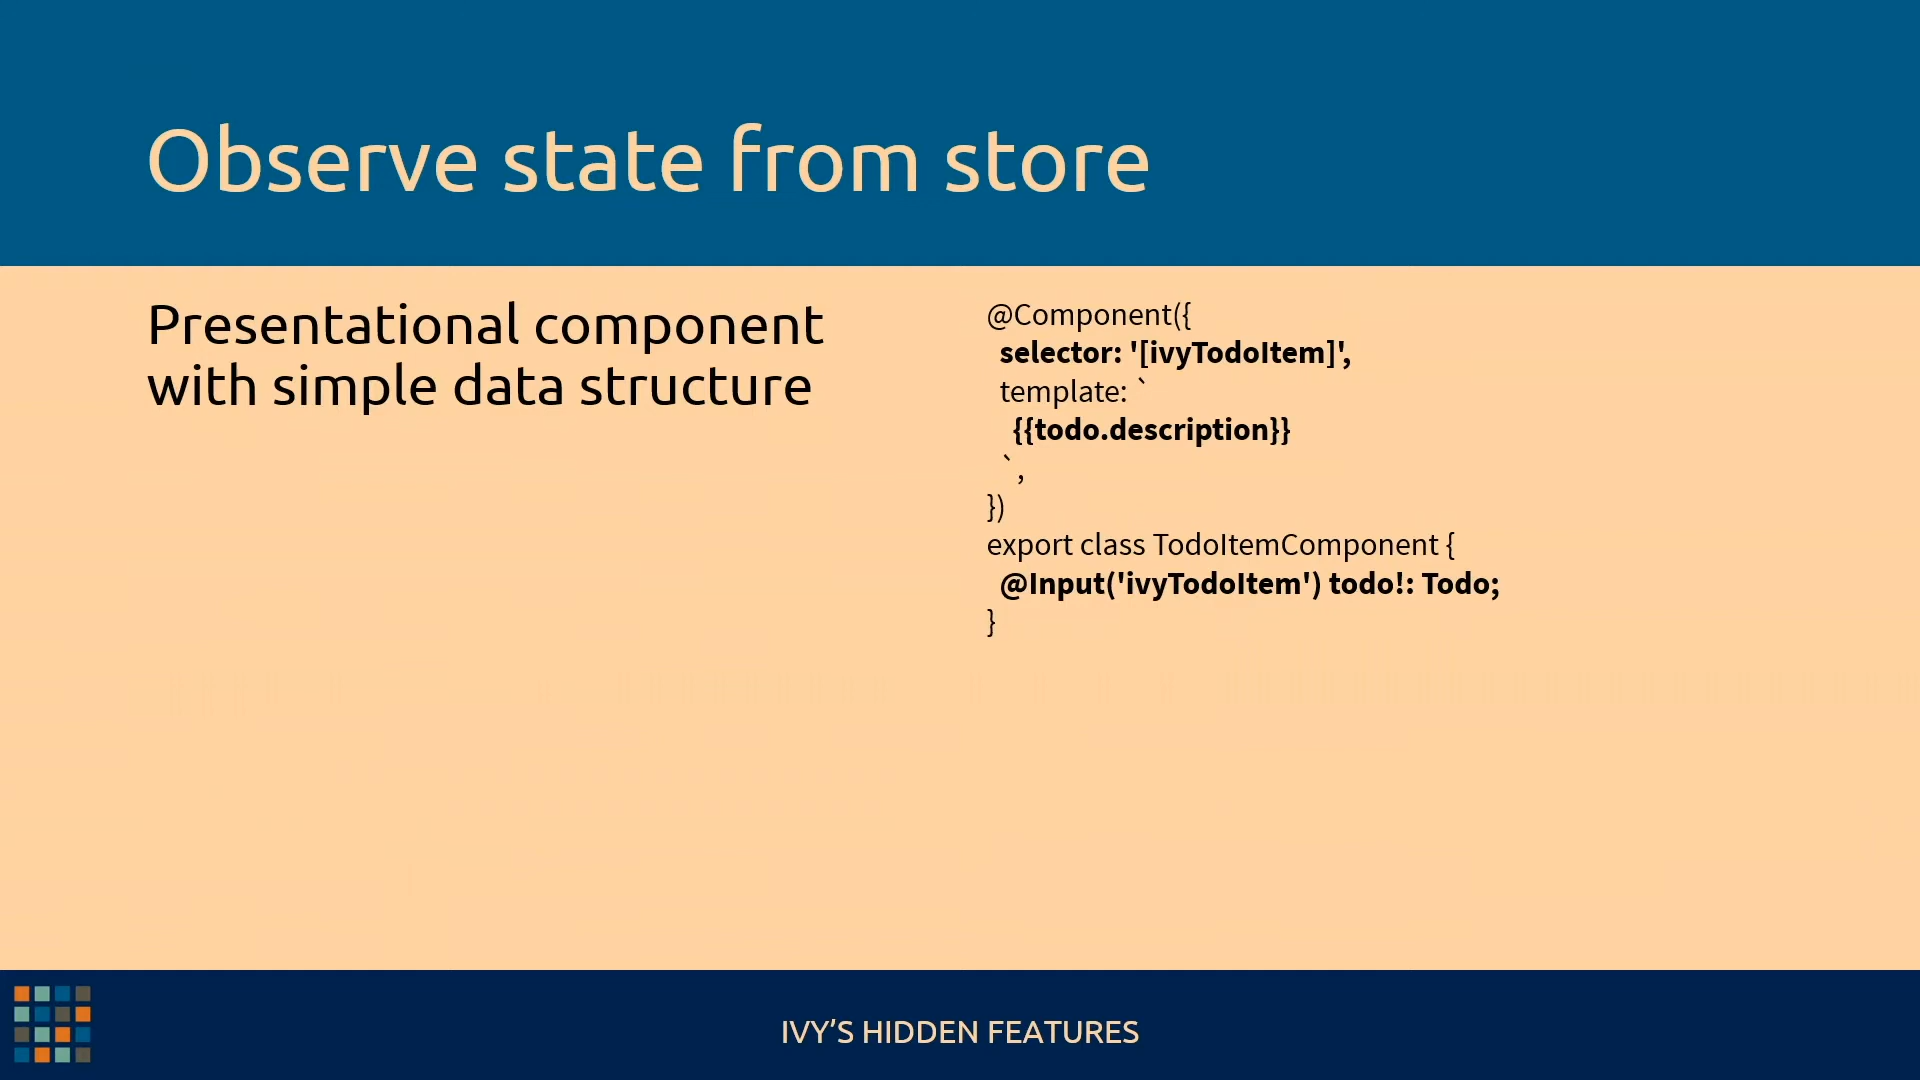 Observe state from store
Presentational component
with simple data structure
@Component({
selector: '[ivyTodoItem]',
template: `
{{todo.description}}
`,
})
export class TodoItemComponent {
@Input('ivyTodoItem') todo!: Todo;
}
IVY’S HIDDEN FEATURES